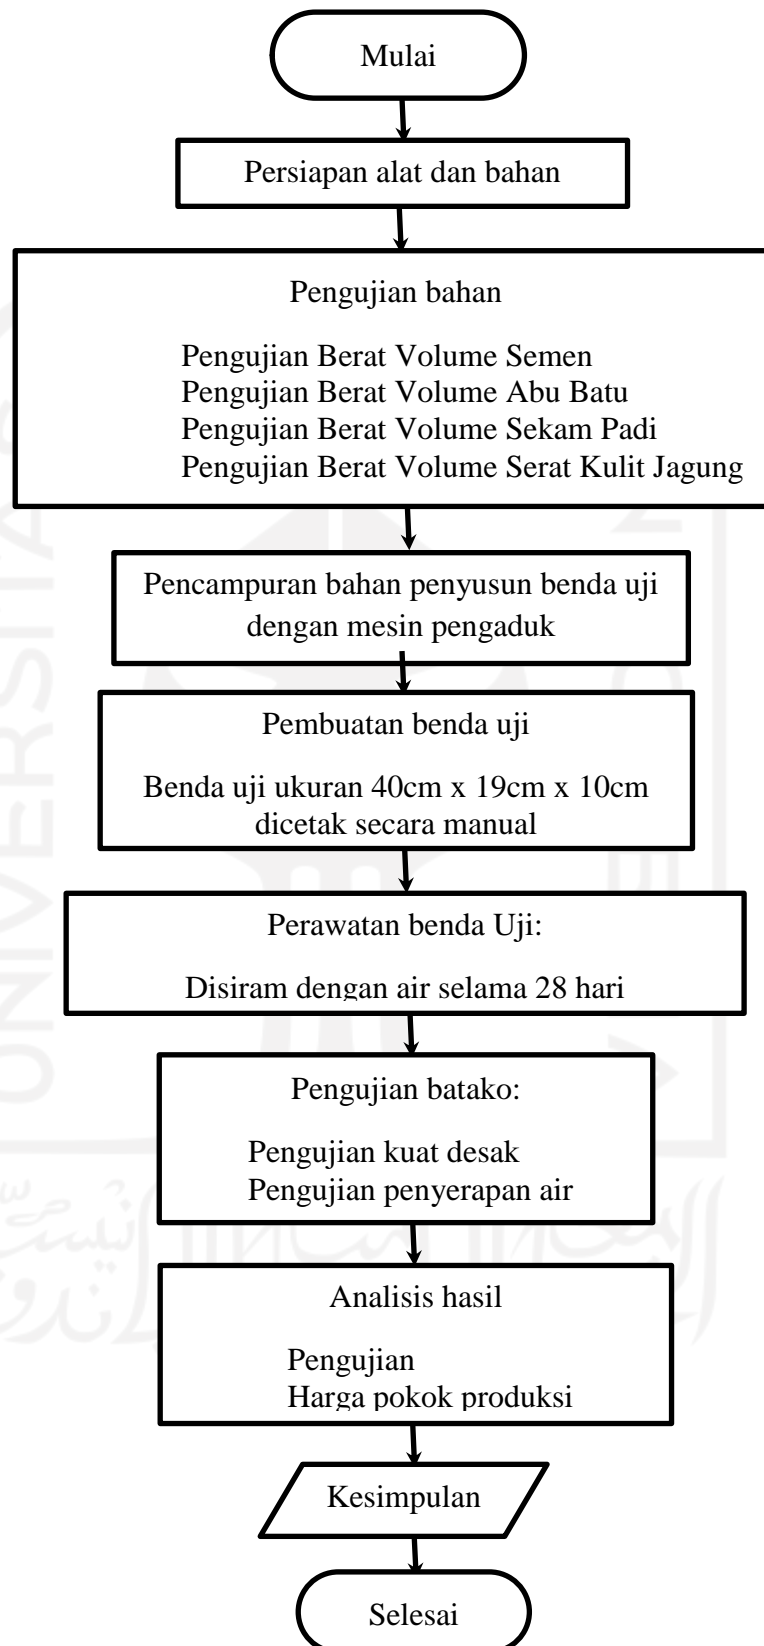 Mulai
Persiapan alat dan bahan
Pengujian bahan
Pengujian Berat Volume Semen
Pengujian Berat Volume Abu Batu
Pengujian Berat Volume Sekam Padi
Pengujian Berat Volume Serat Kulit Jagung
Pencampuran bahan penyusun benda uji
dengan mesin pengaduk
Pembuatan benda uji
Benda uji ukuran 40cm x 19cm x 10cm
dicetak secara manual
Perawatan benda Uji:
Disiram dengan air selama 28 hari
Pengujian batako:
Pengujian kuat desak
Pengujian penyerapan air
Analisis hasil
Pengujian
Harga pokok produksi
Kesimpulan
Selesai